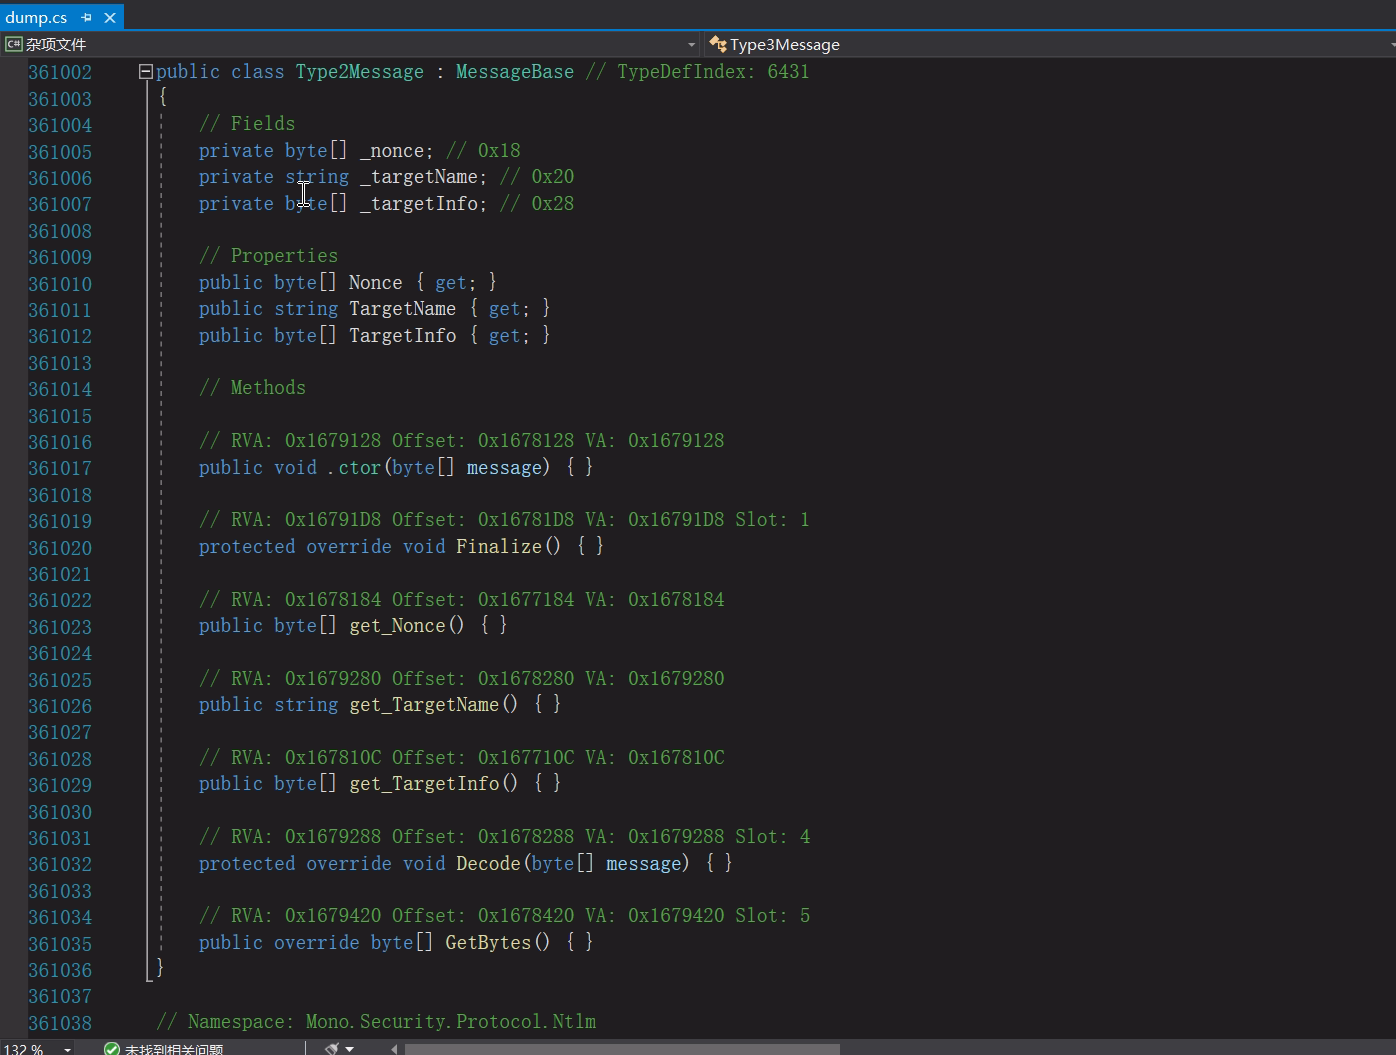 dump.cs
C# 杂项文件 Type3Message
361002 public class Type2Message : MessageBase // TypeDefIndex: 6431
361003 {
361004 // Fields
361005 private byte[] _nonce; // 0x18
361006 private string _targetName; // 0x20
361007 private byte[] _targetInfo; // 0x28
361008
361009 // Properties
361010 public byte[] Nonce { get; }
361011 public string TargetName { get; }
361012 public byte[] TargetInfo { get; }
361013
361014 // Methods
361015
361016 // RVA: 0x1679128 Offset: 0x1678128 VA: 0x1679128
361017 public void .ctor(byte[] message) { }
361018
361019 // RVA: 0x16791D8 Offset: 0x16781D8 VA: 0x16791D8 Slot: 1
361020 protected override void Finalize() { }
361021
361022 // RVA: 0x1678184 Offset: 0x1677184 VA: 0x1678184
361023 public byte[] get_Nonce() { }
361024
361025 // RVA: 0x1679280 Offset: 0x1678280 VA: 0x1679280
361026 public string get_TargetName() { }
361027
361028 // RVA: 0x167810C Offset: 0x167710C VA: 0x167810C
361029 public byte[] get_TargetInfo() { }
361030
361031 // RVA: 0x1679288 Offset: 0x1678288 VA: 0x1679288 Slot: 4
361032 protected override void Decode(byte[] message) { }
361033
361034 // RVA: 0x1679420 Offset: 0x1678420 VA: 0x1679420 Slot: 5
361035 public override byte[] GetBytes() { }
361036 }
361037
361038 // Namespace: Mono.Security.Protocol.Ntlm
132 % 未找到相关问题